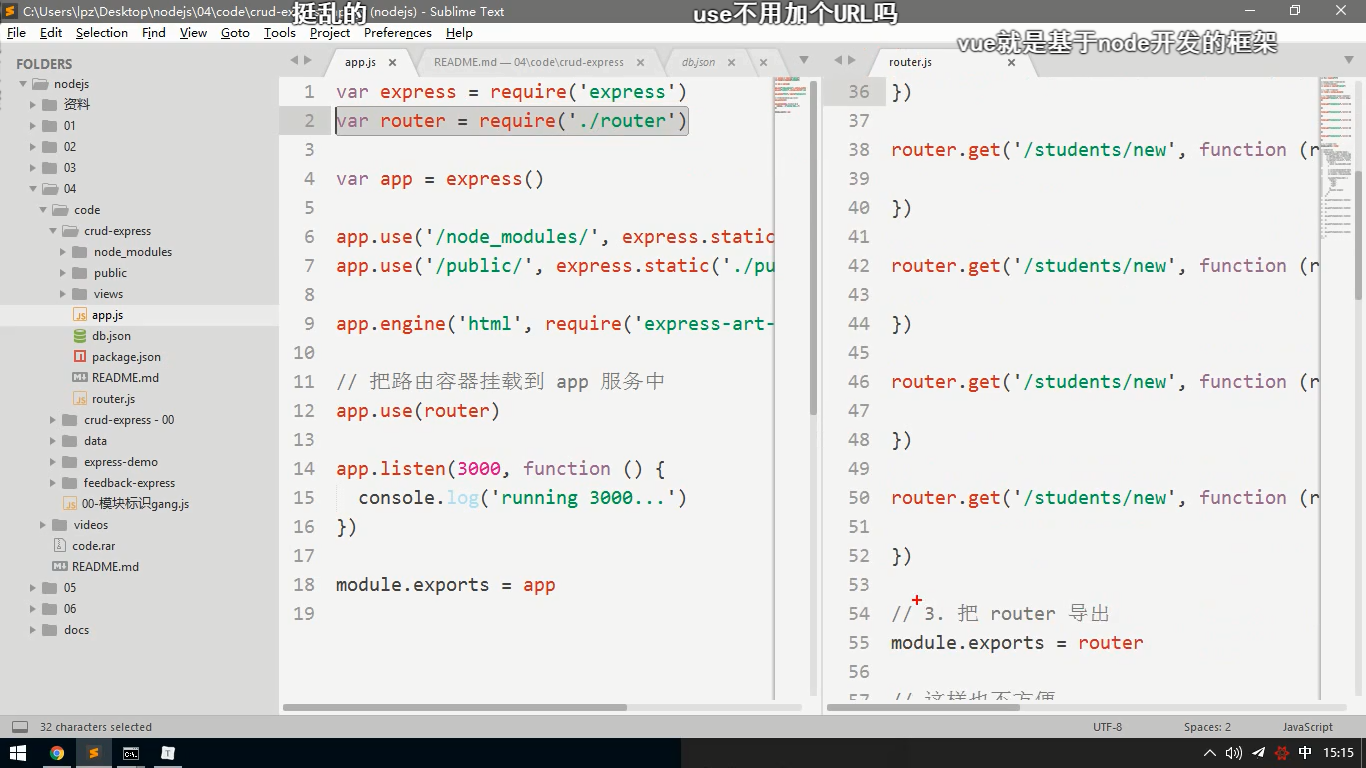 C:\Users\lpz\Desktop\nodejs\04\code\crud-ex
(nodejs) - Sublime Text
挺乱的
use不用加个URL吗
vue就是基于node开发的框架
File Edit Selection Find View Goto Tools Project Preferences Help
FOLDERS
nodejs
资料
01
02
03
04
code
crud-express
node_modules
public
views
app.js
db.json
package.json
README.md
router.js
crud-express - 00
data
express-demo
feedback-express
00-模块标识gang.js
videos
code.rar
README.md
05
06
docs
app.js README.md — 04\code\crud-express db.json
1 var express = require('express')
2 var router = require('./router')
3
4 var app = express()
5
6 app.use('/node_modules/', express.static
7 app.use('/public/', express.static('./pu
8
9 app.engine('html', require('express-art-
10
11 // 把路由容器挂载到 app 服务中
12 app.use(router)
13
14 app.listen(3000, function () {
15 console.log('running 3000...')
16 })
17
18 module.exports = app
19
router.js
36 })
37
38 router.get('/students/new', function (r
39
40 })
41
42 router.get('/students/new', function (r
43
44 })
45
46 router.get('/students/new', function (r
47
48 })
49
50 router.get('/students/new', function (r
51
52 })
53
54 // 3. 把 router 导出
55 module.exports = router
56
57 // 这样也不方便
32 characters selected UTF-8 Spaces: 2 JavaScript
中 15:15